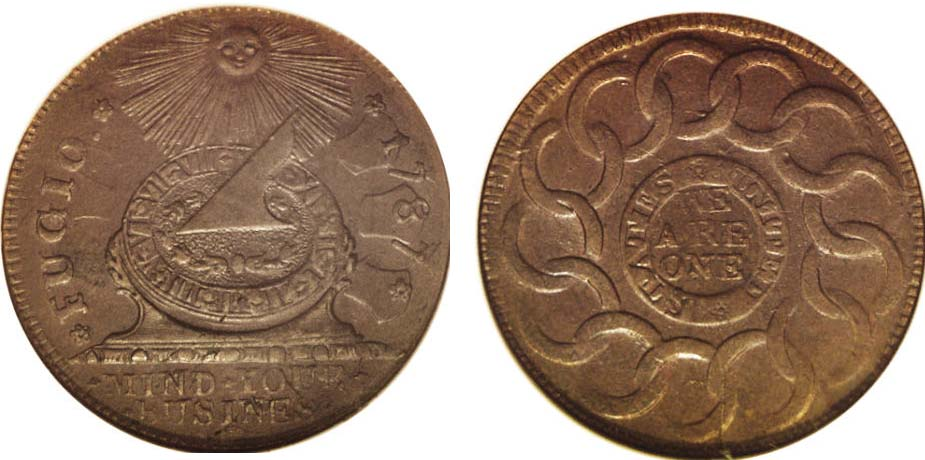 FUGIO.
1787
MIND YOUR
BUSINES
STATES UNITED
WE
ARE
ONE